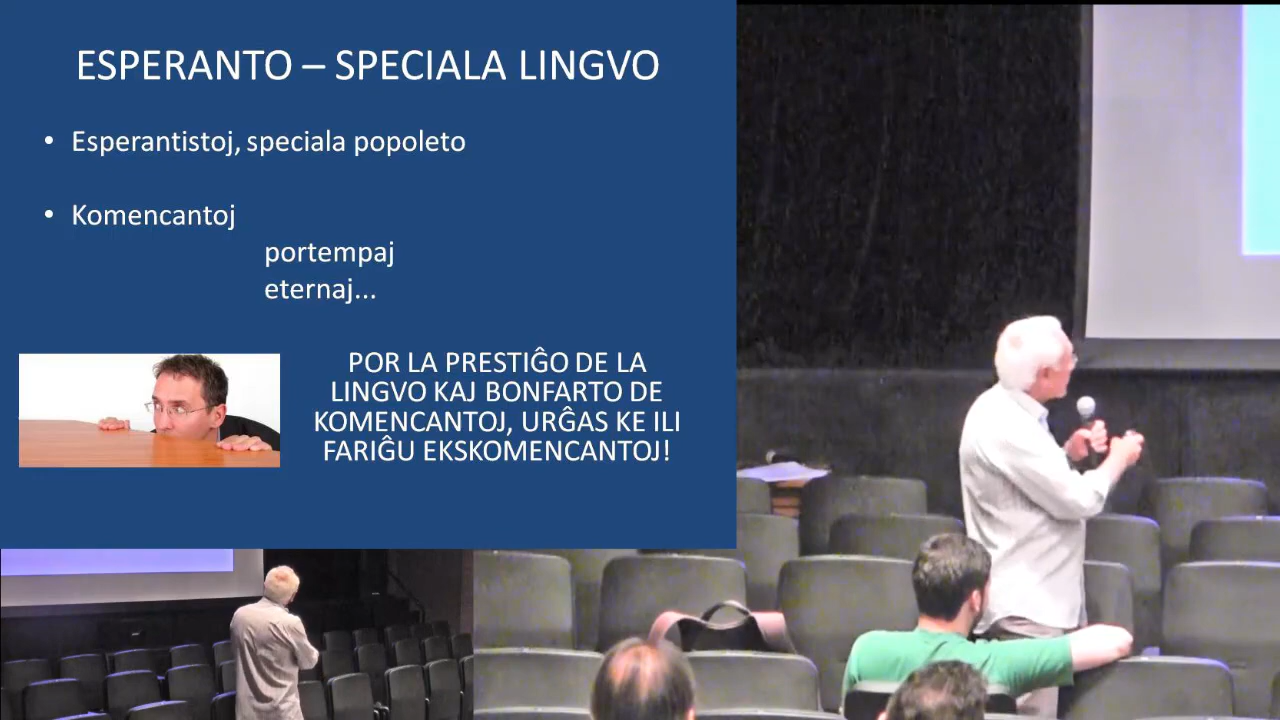 ESPERANTO – SPECIALA LINGVO
• Esperantistoj, speciala popoleto
• Komencantoj
portempaj
eternaj...
POR LA PRESTIĜO DE LA
LINGVO KAJ BONFARTO DE
KOMENCANTOJ, URĜAS KE ILI
FARIĜU EKSKOMENCANTOJ!